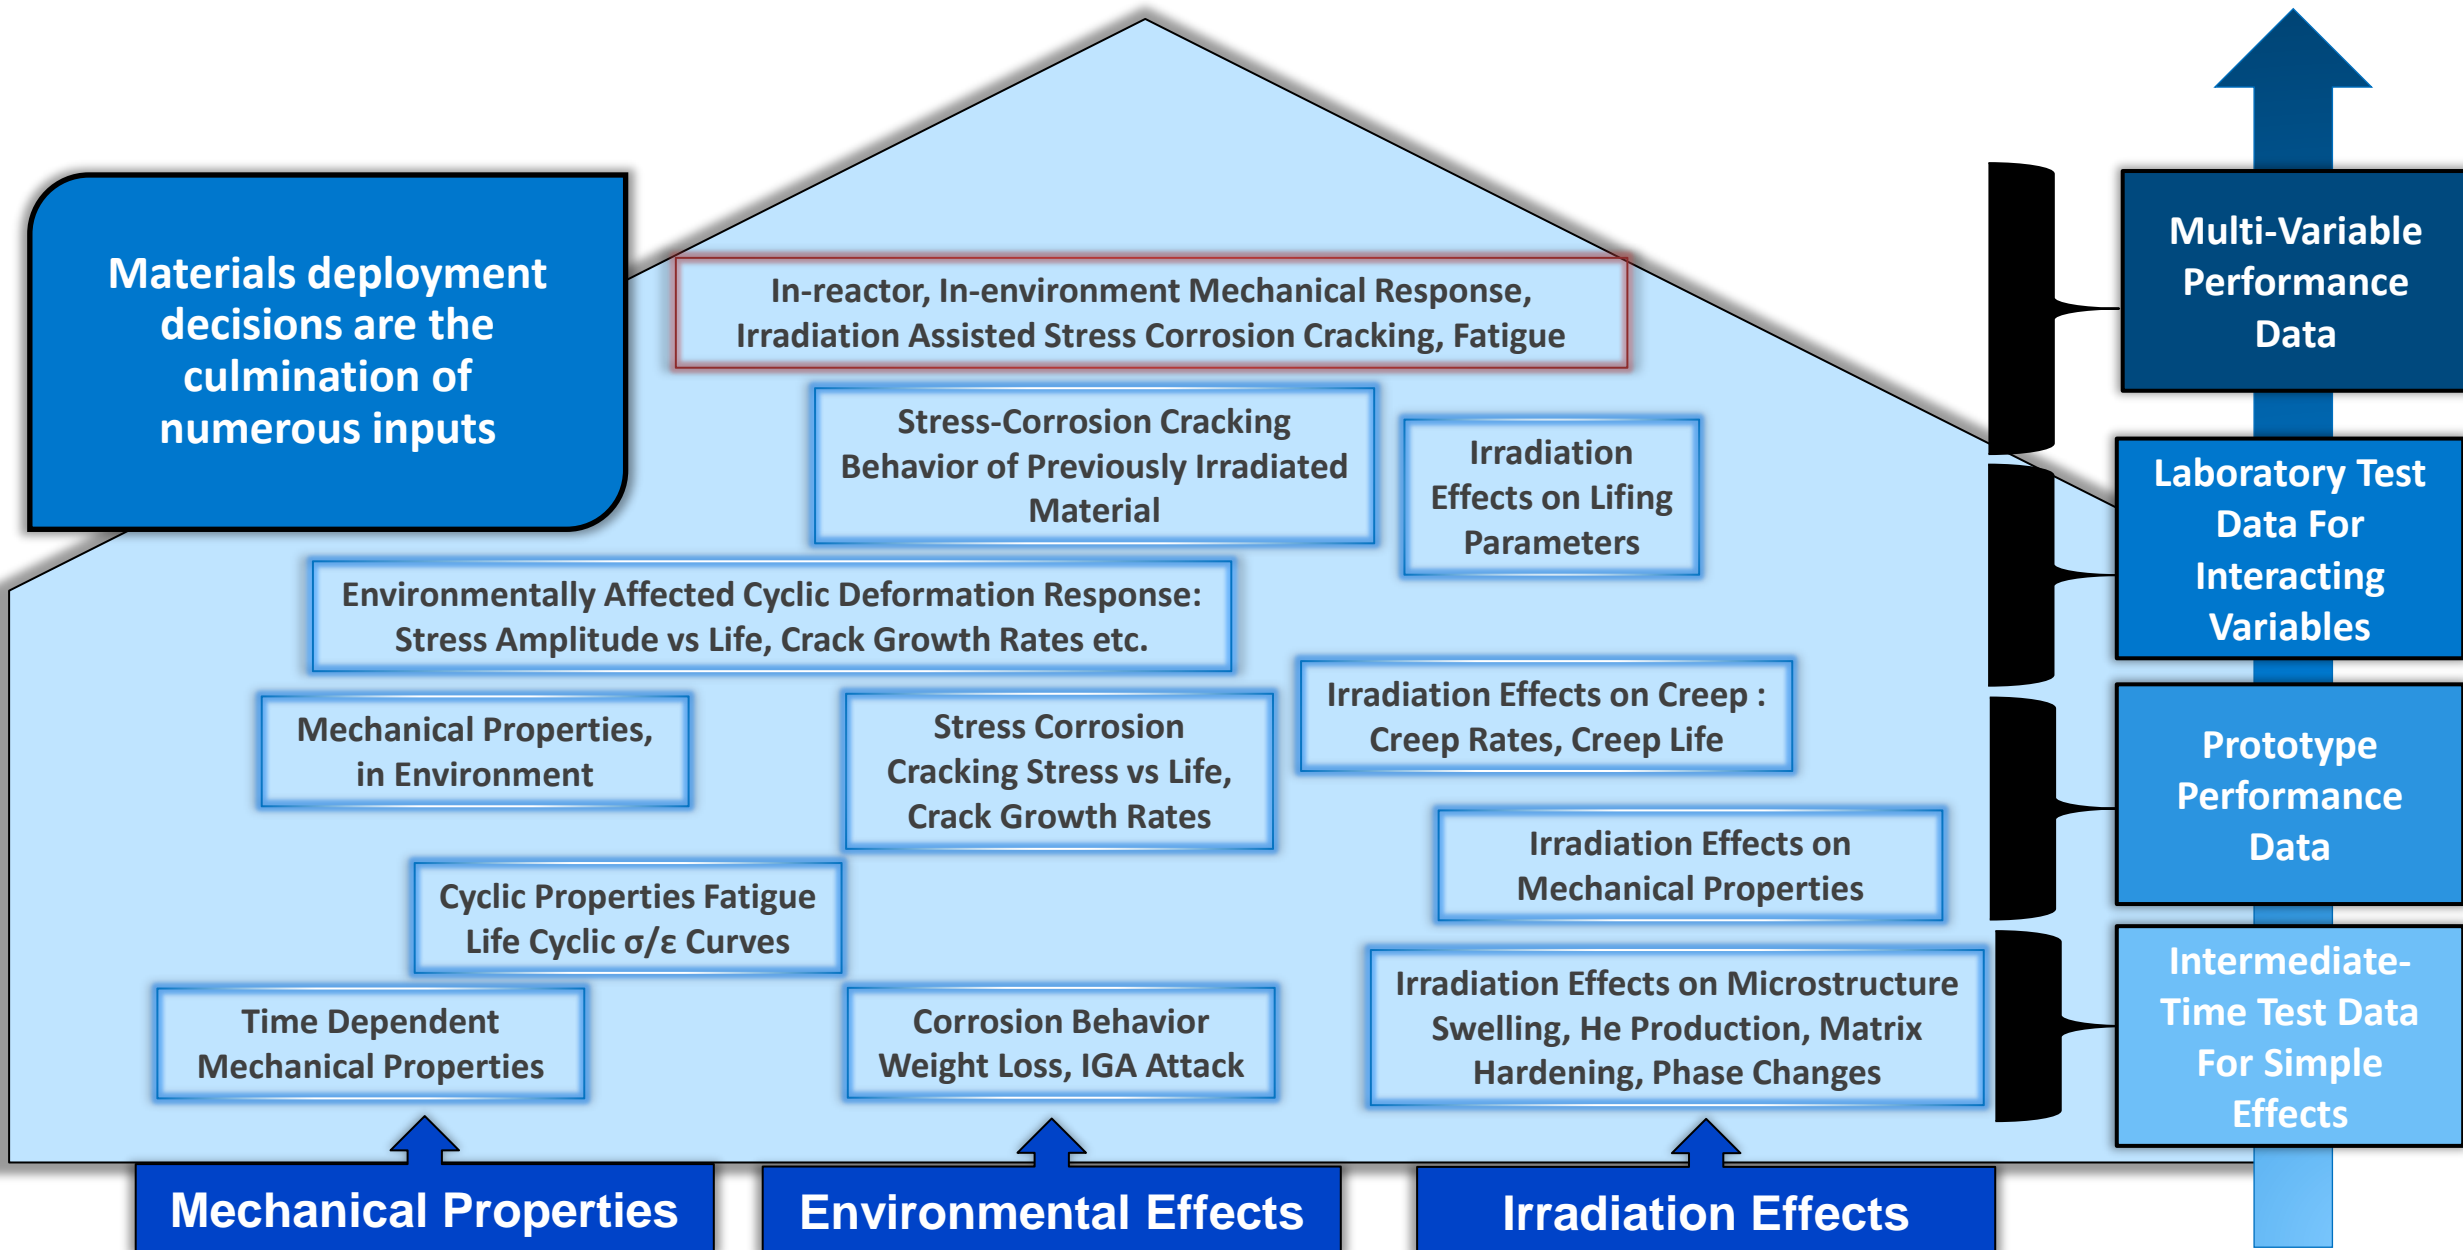 Materials deployment
decisions are the
culmination of
numerous inputs
In-reactor, In-environment Mechanical Response,
Irradiation Assisted Stress Corrosion Cracking, Fatigue
Stress-Corrosion Cracking
Behavior of Previously Irradiated
Material
Irradiation
Effects on Lifing
Parameters
Environmentally Affected Cyclic Deformation Response:
Stress Amplitude vs Life, Crack Growth Rates etc.
Mechanical Properties,
in Environment
Stress Corrosion
Cracking Stress vs Life,
Crack Growth Rates
Irradiation Effects on Creep :
Creep Rates, Creep Life
Irradiation Effects on
Mechanical Properties
Cyclic Properties Fatigue
Life Cyclic σ/ε Curves
Time Dependent
Mechanical Properties
Corrosion Behavior
Weight Loss, IGA Attack
Irradiation Effects on Microstructure
Swelling, He Production, Matrix
Hardening, Phase Changes
Mechanical Properties
Environmental Effects
Irradiation Effects
Multi-Variable
Performance
Data
Laboratory Test
Data For
Interacting
Variables
Prototype
Performance
Data
Intermediate-
Time Test Data
For Simple
Effects